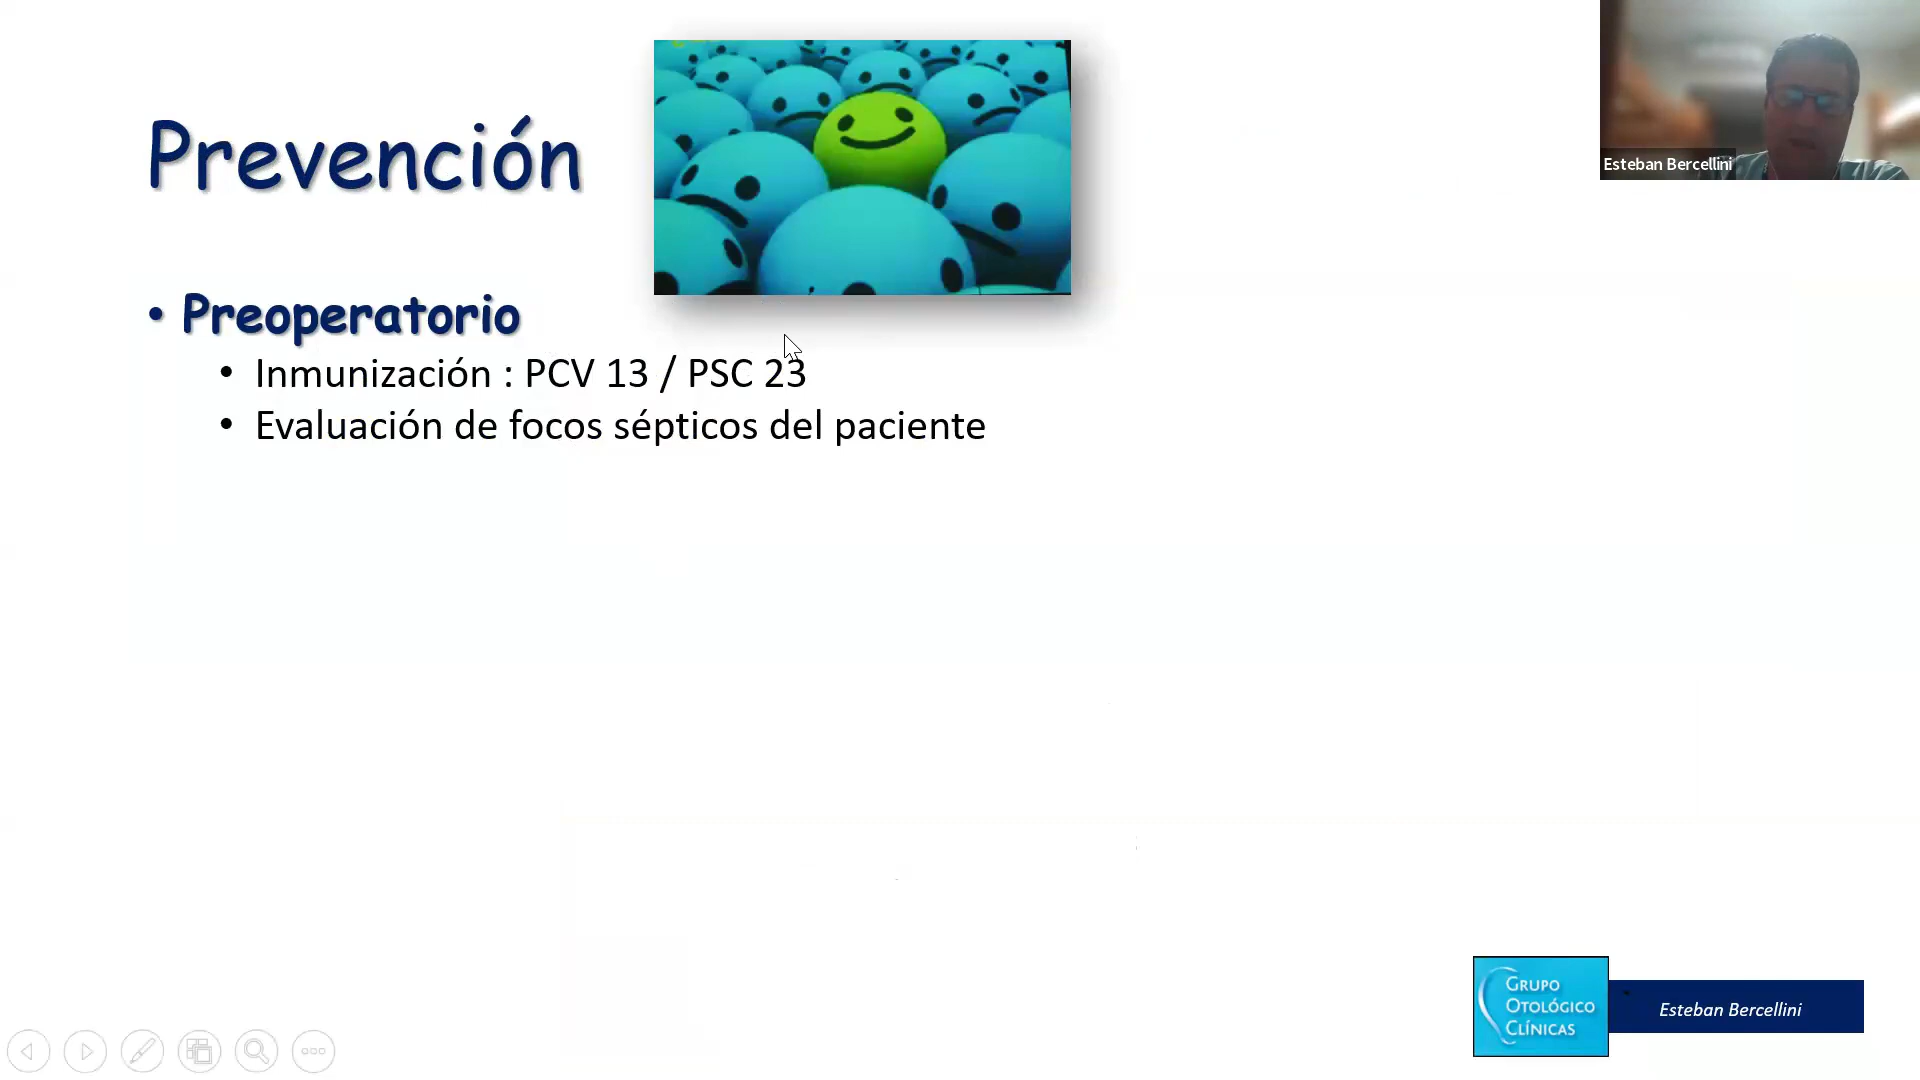 Prevención
Esteban Bercellini
• Preoperatorio
• Inmunización : PCV 13 / PSC 23
• Evaluación de focos sépticos del paciente
GRUPO
OTOLÓGICO
CLÍNICAS
Esteban Bercellini